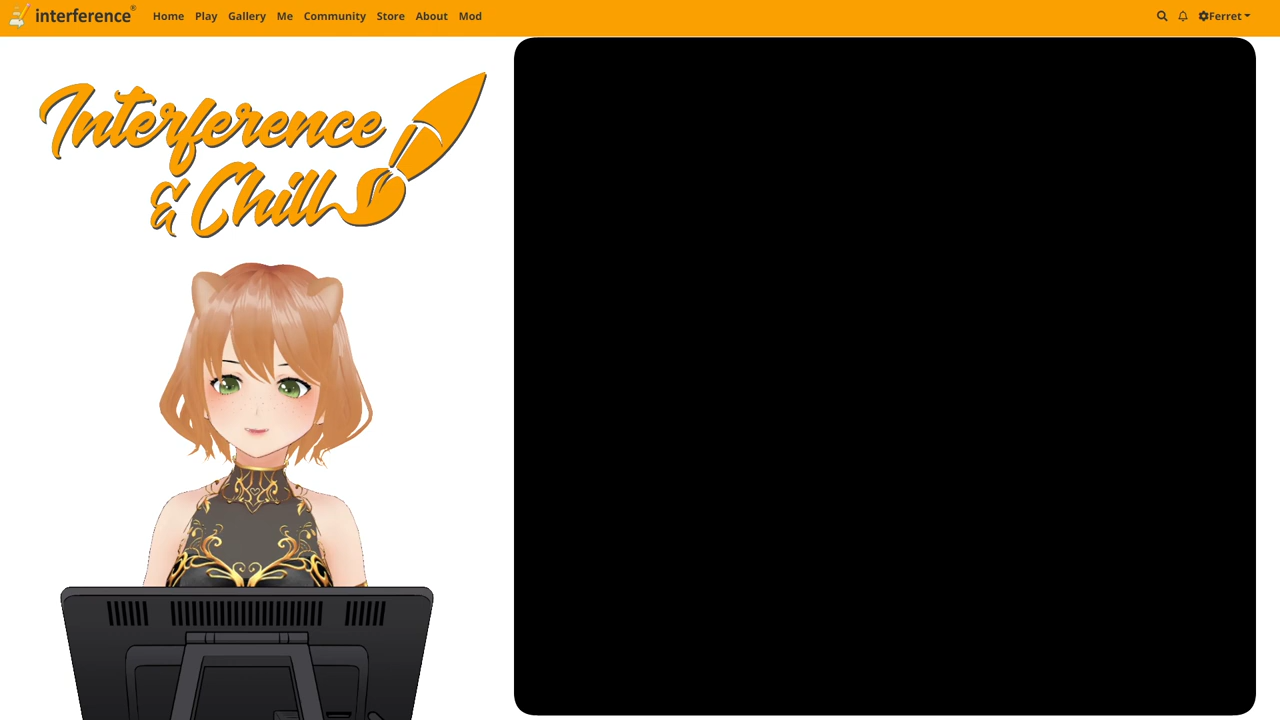 interference®
Home Play Gallery Me Community Store About Mod
Ferret
Interference
& Chill